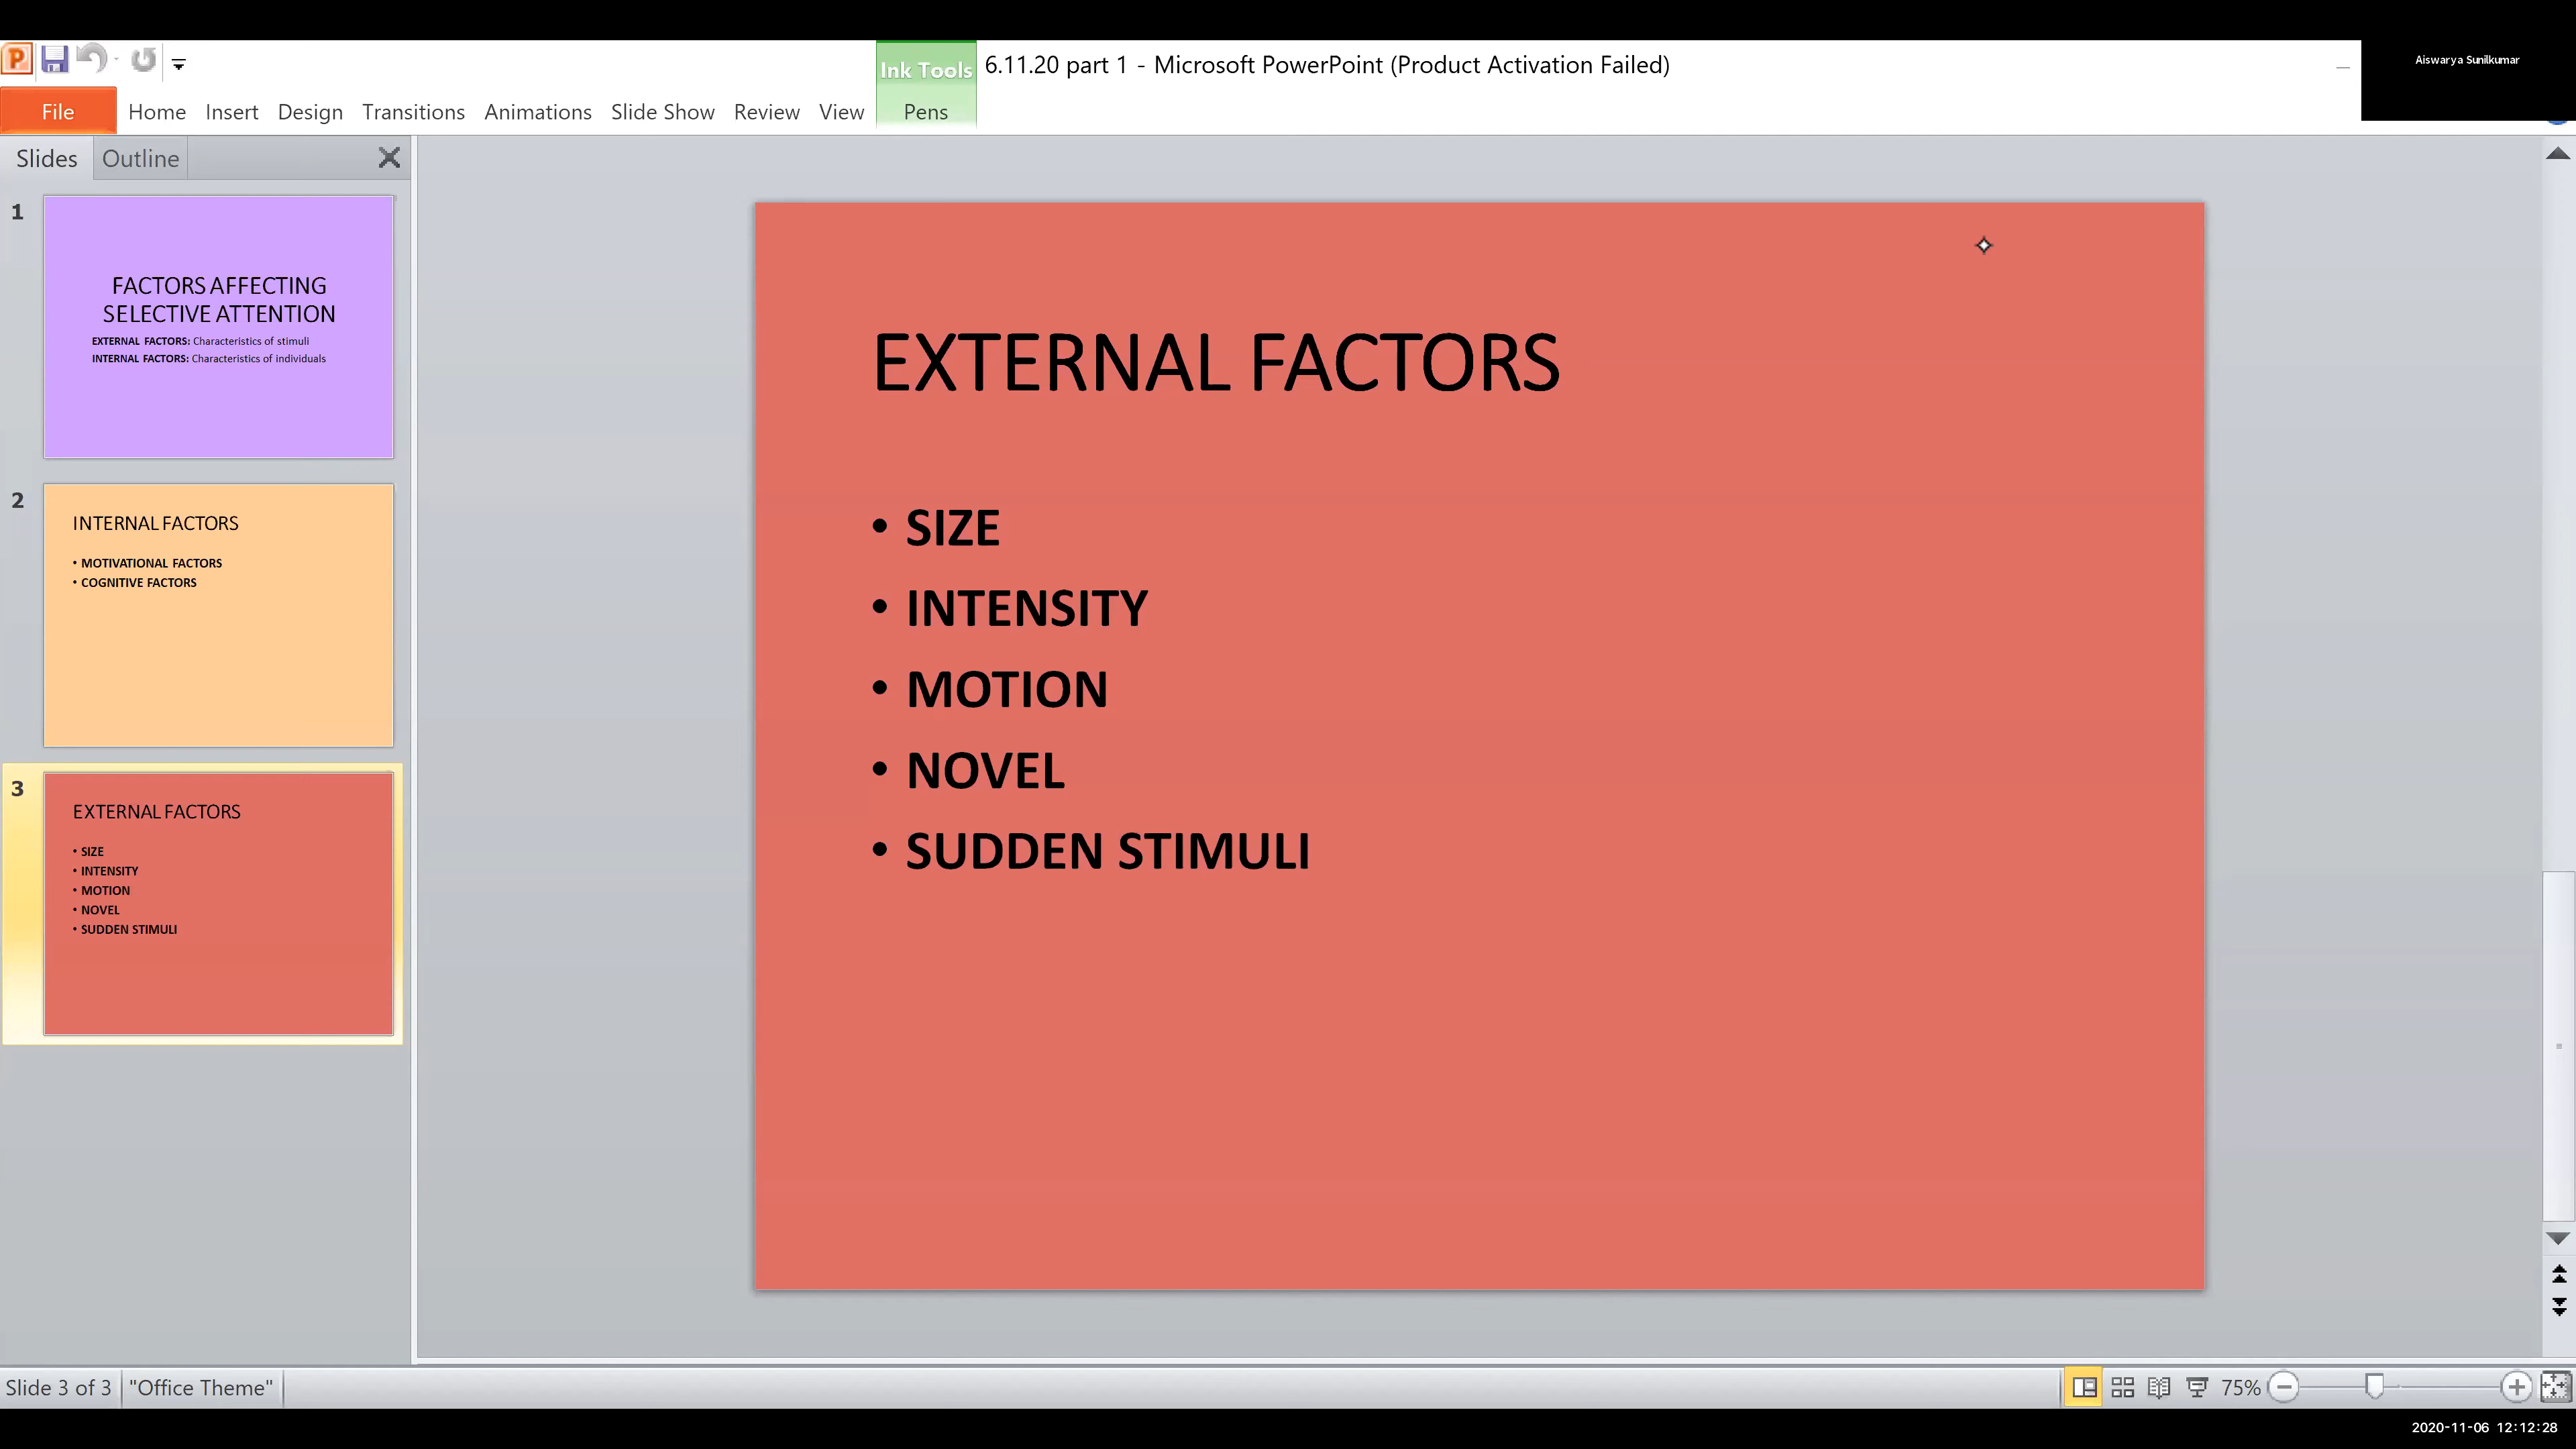 6.11.20 part 1 - Microsoft PowerPoint (Product Activation Failed)
Aiswarya Sunilkumar
Ink Tools
File Home Insert Design Transitions Animations Slide Show Review View Pens
Slides Outline
1
FACTORS AFFECTING
SELECTIVE ATTENTION
EXTERNAL FACTORS: Characteristics of stimuli
INTERNAL FACTORS: Characteristics of individuals
2
INTERNAL FACTORS
• MOTIVATIONAL FACTORS
• COGNITIVE FACTORS
3
EXTERNAL FACTORS
• SIZE
• INTENSITY
• MOTION
• NOVEL
• SUDDEN STIMULI
EXTERNAL FACTORS
• SIZE
• INTENSITY
• MOTION
• NOVEL
• SUDDEN STIMULI
Slide 3 of 3 "Office Theme" 75%
2020-11-06 12:12:28